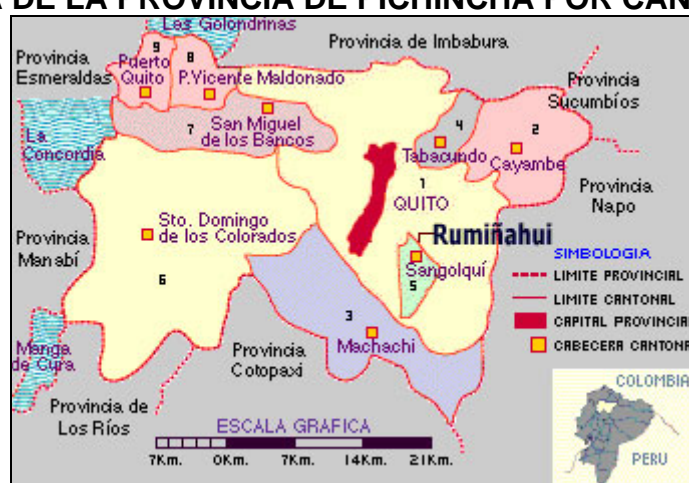 DE LA PROVINCIA DE PICHINCHA POR CAN
Las Golondrinas
Provincia de Imbabura
Provincia
Esmeraldas
9
Puerto
Quito
8
P.Vicente Maldonado
Provincia
Sucumbíos
7
San Miguel
de los Bancos
4
Tabacundo
2
Cayambe
La
Concordia
1
QUITO
Provincia
Napo
Sto. Domingo
de los Colorados
6
Rumiñahui
Sangolquí
5
Provincia
Manabí
SIMBOLOGIA
LIMITE PROVINCIAL
LIMITE CANTONAL
CAPITAL PROVINCIA
CABECERA CANTONA
3
Machachi
Manga
de Cura
Provincia
Cotopaxi
Provincia de
Los Ríos
ESCALA GRAFICA
7Km. 0Km. 7Km. 14Km. 21Km.
COLOMBIA
PERU